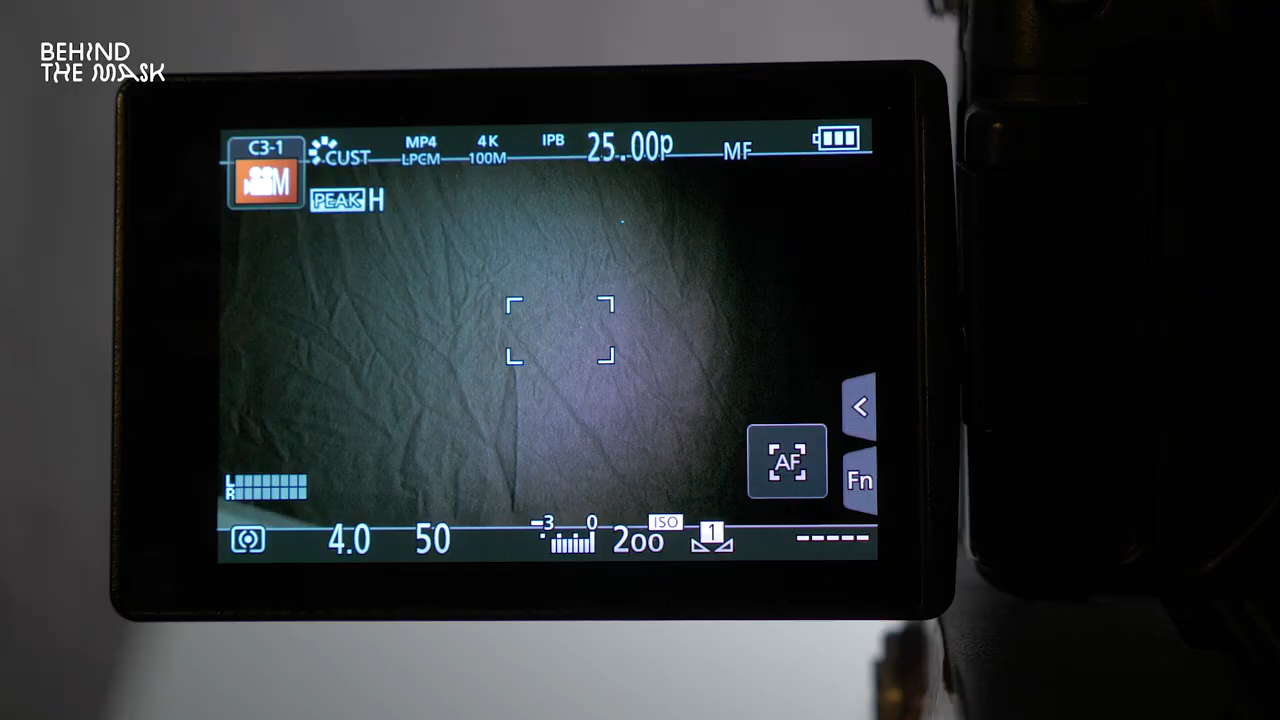 BEHIND
THE MASK
C3-1
M
CUST
MP4
LPCM
4K
100M
IPB
25.00p
MF
PEAK H
AF
<
Fn
L
R
4.0
50
-3 0
200
ISO
1
-----